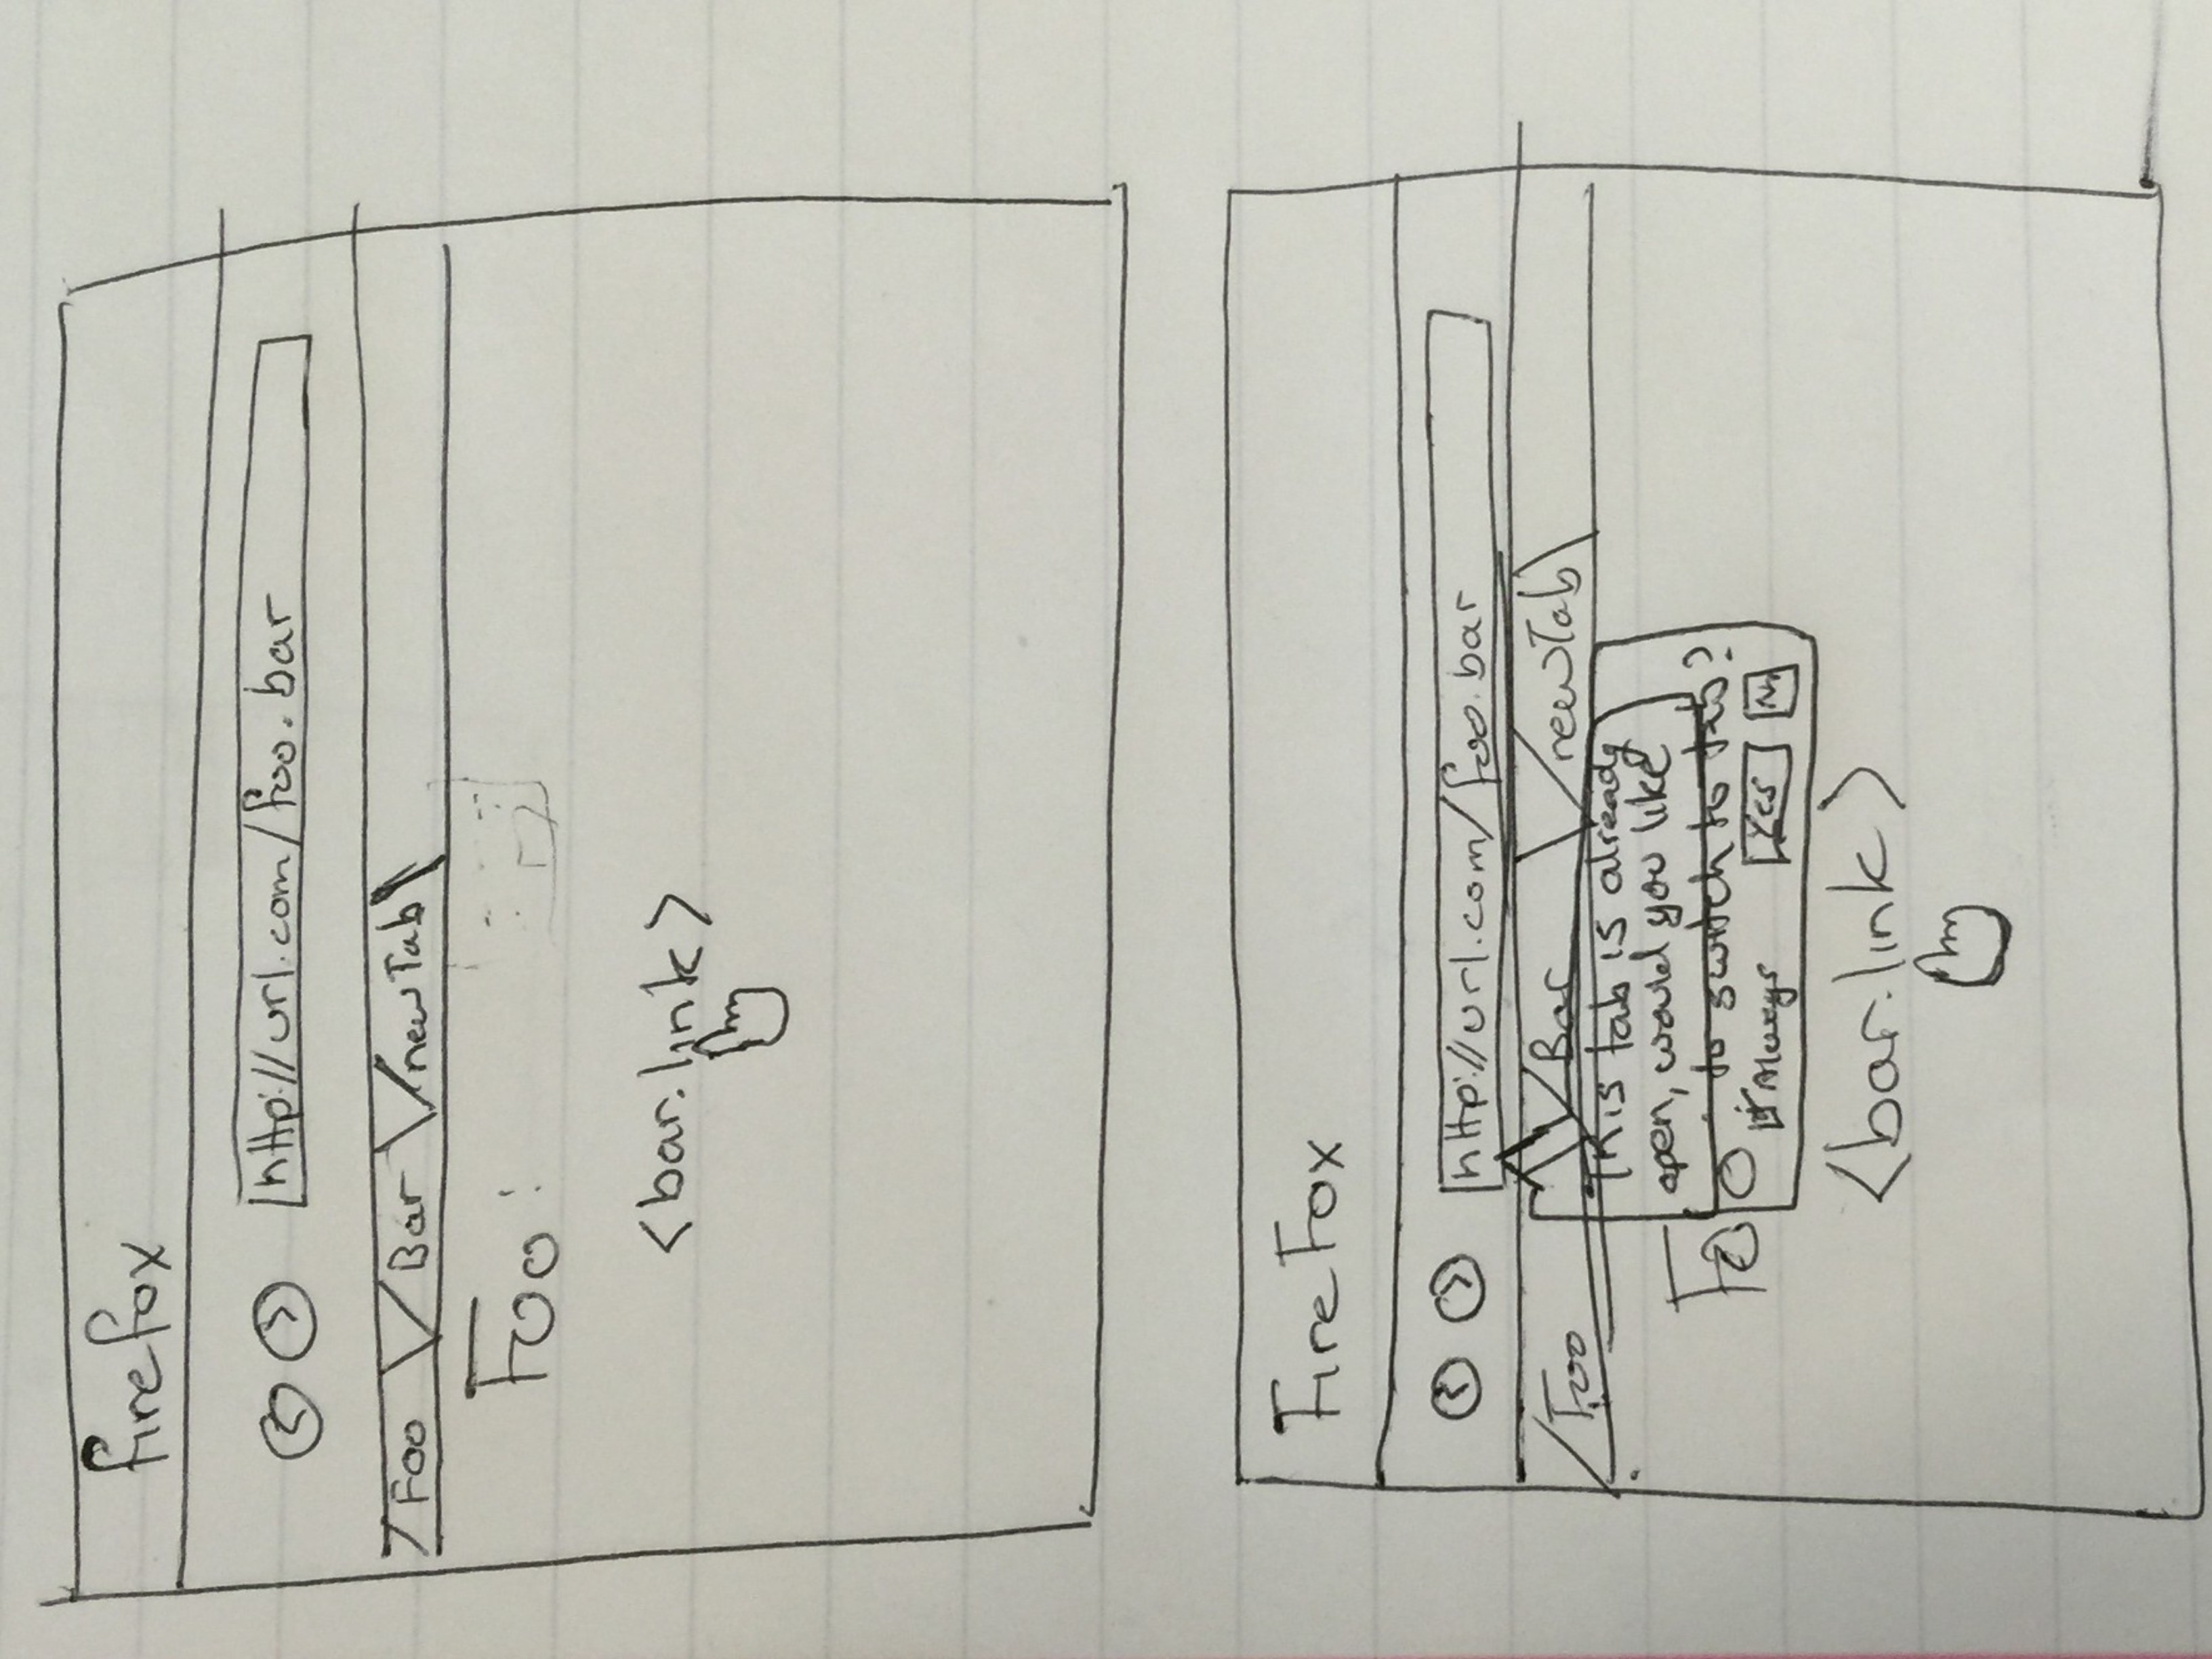 firefox
http://url.com/foo.bar
Foo Bar newTab
Foo:
<bar.link>
FireFox
http://url.com/foo.bar
Foo Bar newTab
This tab is already
open, would you like
to switch to tab?
Foo:
Always Yes No
<bar.link>